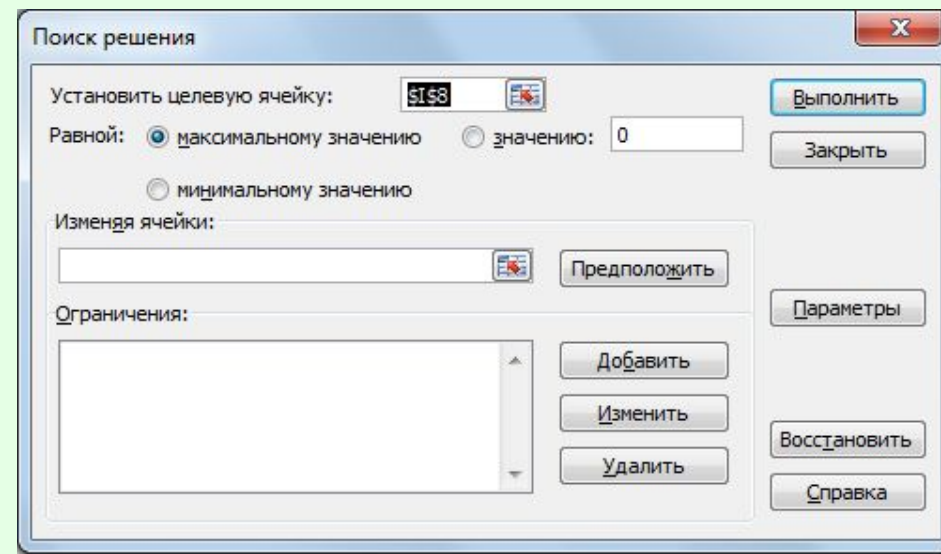 Поиск решения
X
Установить целевую ячейку: $I$8
Выполнить
Равной: максимальному значению значению: 0
Закрыть
минимальному значению
Изменяя ячейки:
Предположить
Ограничения:
Параметры
Добавить
Изменить
Восстановить
Удалить
Справка